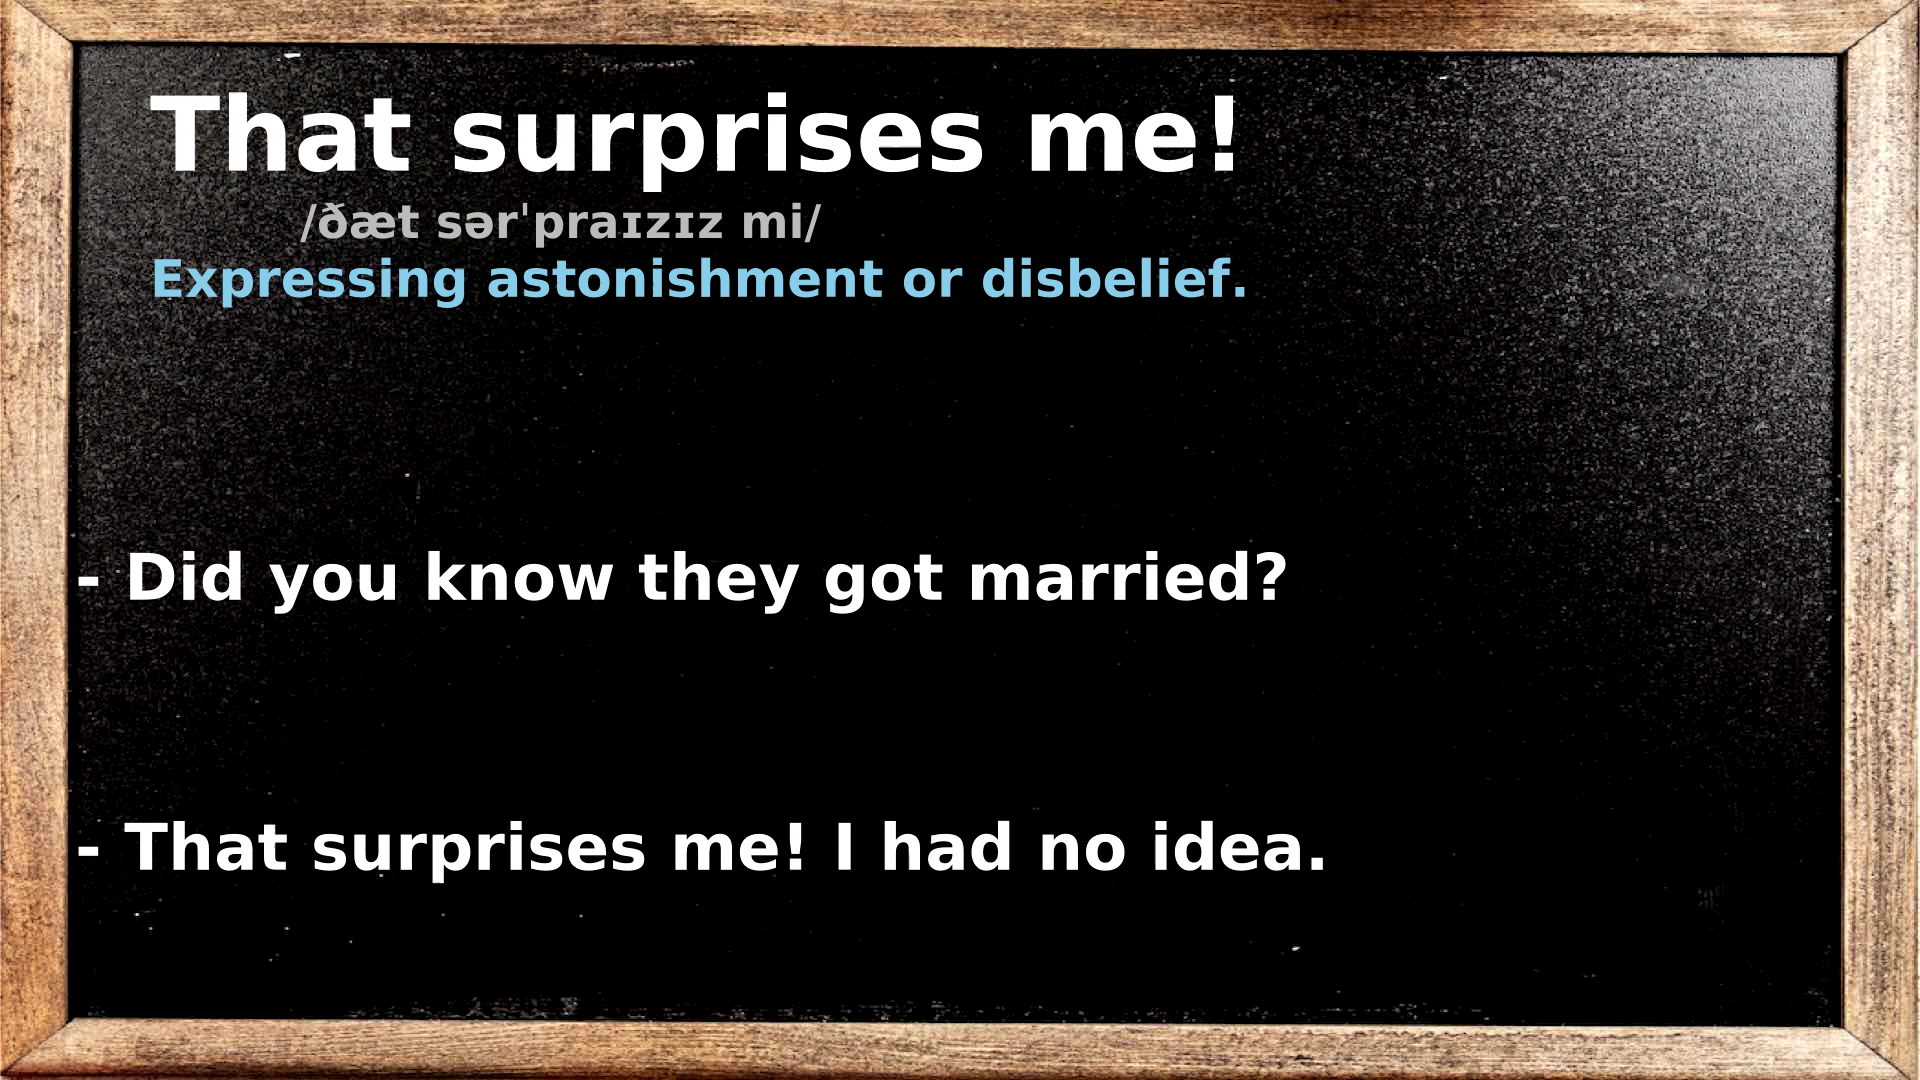 That surprises me!
/ðæt sərˈpraɪzɪz mi/
Expressing astonishment or disbelief.
- Did you know they got married?
- That surprises me! I had no idea.